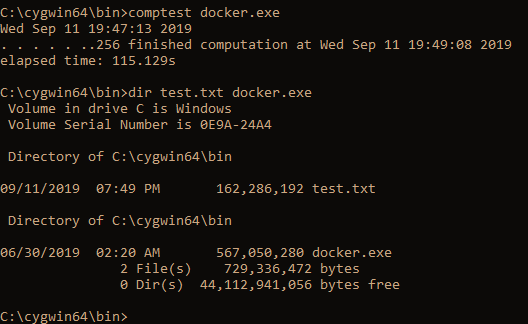 C:\cygwin64\bin>comptest docker.exe
Wed Sep 11 19:47:13 2019
. . . . . ..256 finished computation at Wed Sep 11 19:49:08 2019
elapsed time: 115.129s
C:\cygwin64\bin>dir test.txt docker.exe
 Volume in drive C is Windows
 Volume Serial Number is 0E9A-24A4
 Directory of C:\cygwin64\bin
09/11/2019  07:49 PM       162,286,192 test.txt
 Directory of C:\cygwin64\bin
06/30/2019  02:20 AM       567,050,280 docker.exe
               2 File(s)    729,336,472 bytes
               0 Dir(s)  44,112,941,056 bytes free
C:\cygwin64\bin>